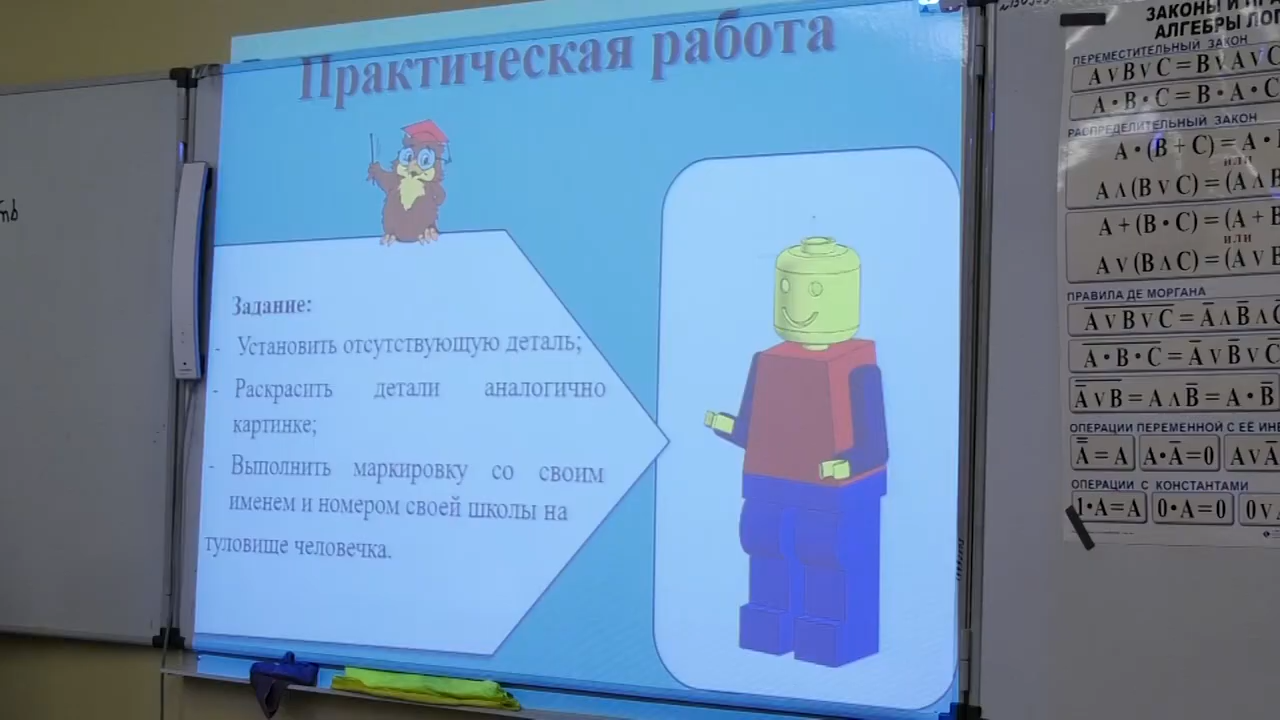 Практическая работа
Задание:
- Установить отсутствующую деталь;
- Раскрасить детали аналогично
картинке;
- Выполнить маркировку со своим
именем и номером своей школы на
туловище человечка.
ЗАКОНЫ И
АЛГЕБРЫ
ПЕРЕМЕСТИТЕЛЬНЫЙ ЗАКОН
A∨B∨C=B∨A∨C
A•B•C=B•A•C
РАСПРЕДЕЛИТЕЛЬНЫЙ ЗАКОН
A•(B+C)=A•
или
A∧(B∨C)=(A∧B
A+(B•C)=(A+B
или
A∨(B∧C)=(A∨B
ПРАВИЛА ДЕ МОРГАНА
A̅∨̅B̅∨̅C̅=A̅∧B̅∧C̅
A̅•̅B̅•̅C̅=A̅∨B̅∨C̅
A̅∨B̅=A∧B̅=A•B̅
ОПЕРАЦИИ ПЕРЕМЕННОЙ С ЕЁ
A̿=A A•A̅=0 A∨A̅
ОПЕРАЦИИ С КОНСТАНТАМИ
1•A=A 0•A=0 0∨